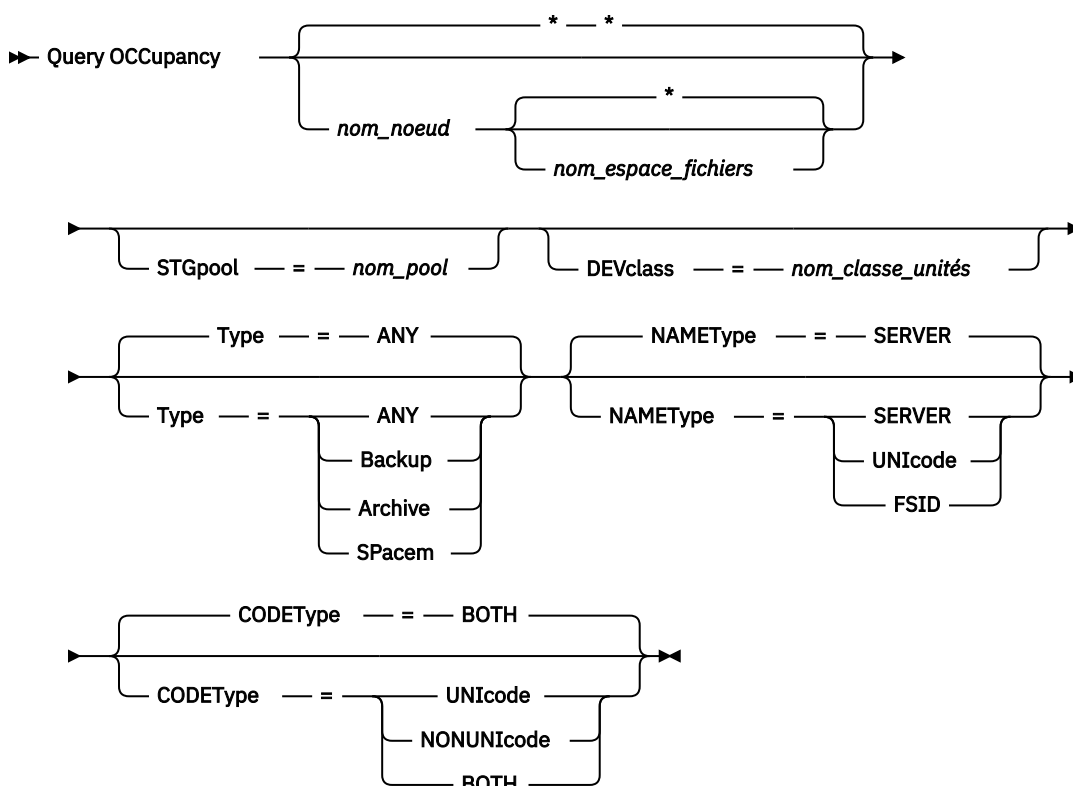 * *
Query OCCupancy
*
nom_noeud
nom_espace_fichiers
STGpool = nom_pool DEVclass = nom_classe_unités
Type = ANY NAMEType = SERVER
Type = ANY NAMEType = SERVER
Backup UNIcode
Archive FSID
SPacem
CODEType = BOTH
CODEType = UNIcode
NONUNIcode
BOTH